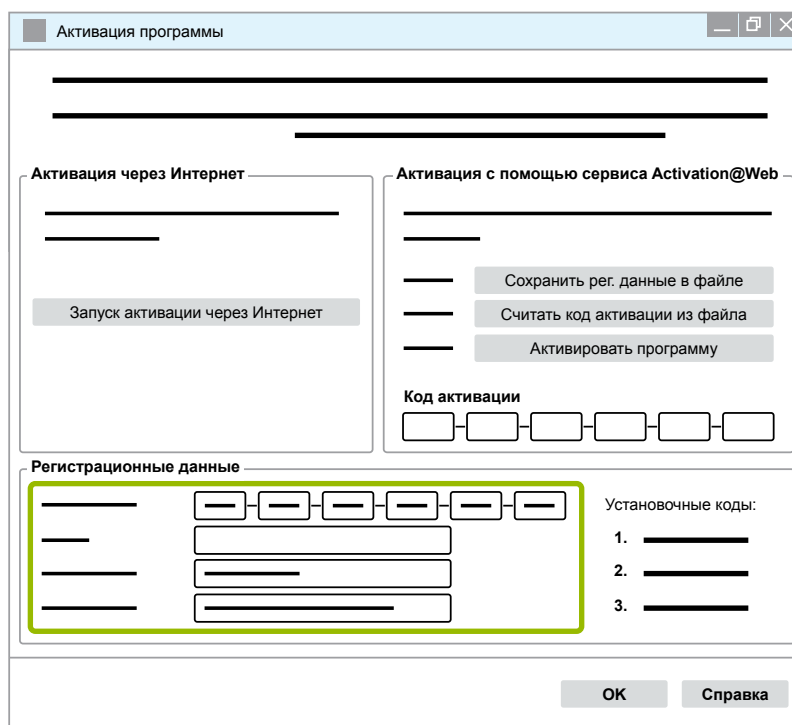 Активация программы
Активация через Интернет
Запуск активации через Интернет
Активация с помощью сервиса Activation@Web
Сохранить рег. данные в файле
Считать код активации из файла
Активировать программу
Код активации
Регистрационные данные
Установочные коды:
1.
2.
3.
OK
Справка